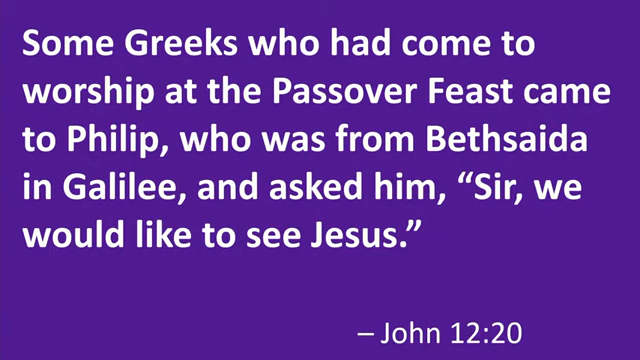 Some Greeks who had come to
worship at the Passover Feast came
to Philip, who was from Bethsaida
in Galilee, and asked him, “Sir, we
would like to see Jesus.”
– John 12:20